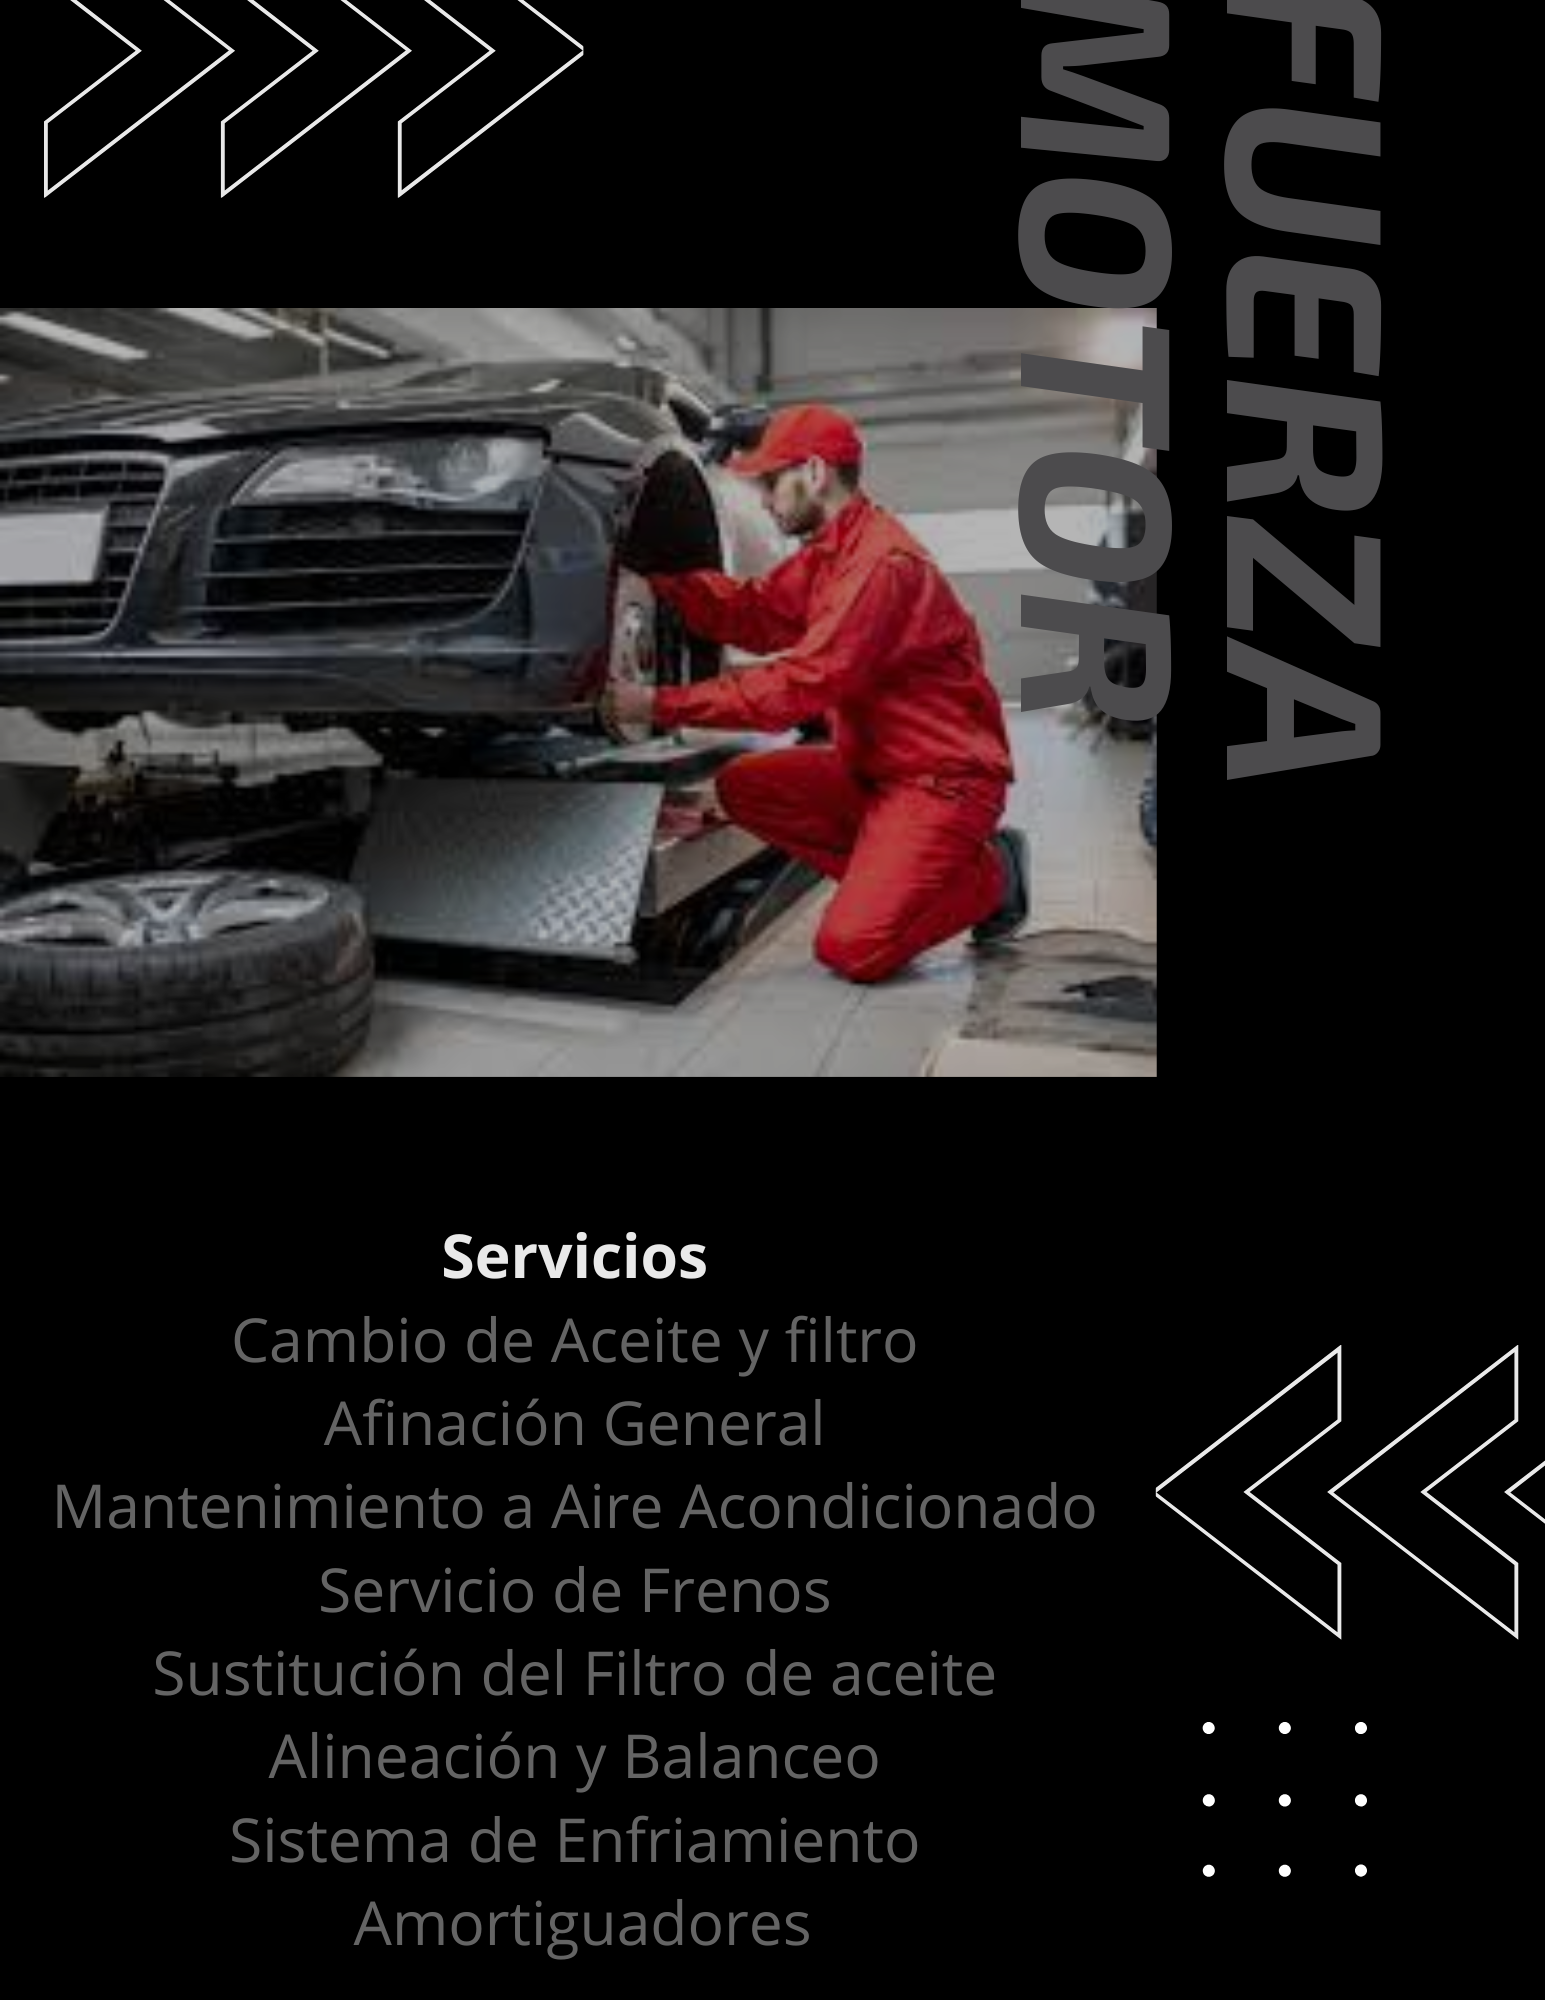 FUERZA
MOTOR
Servicios
Cambio de Aceite y filtro
Afinación General
Mantenimiento a Aire Acondicionado
Servicio de Frenos
Sustitución del Filtro de aceite
Alineación y Balanceo
Sistema de Enfriamiento
Amortiguadores